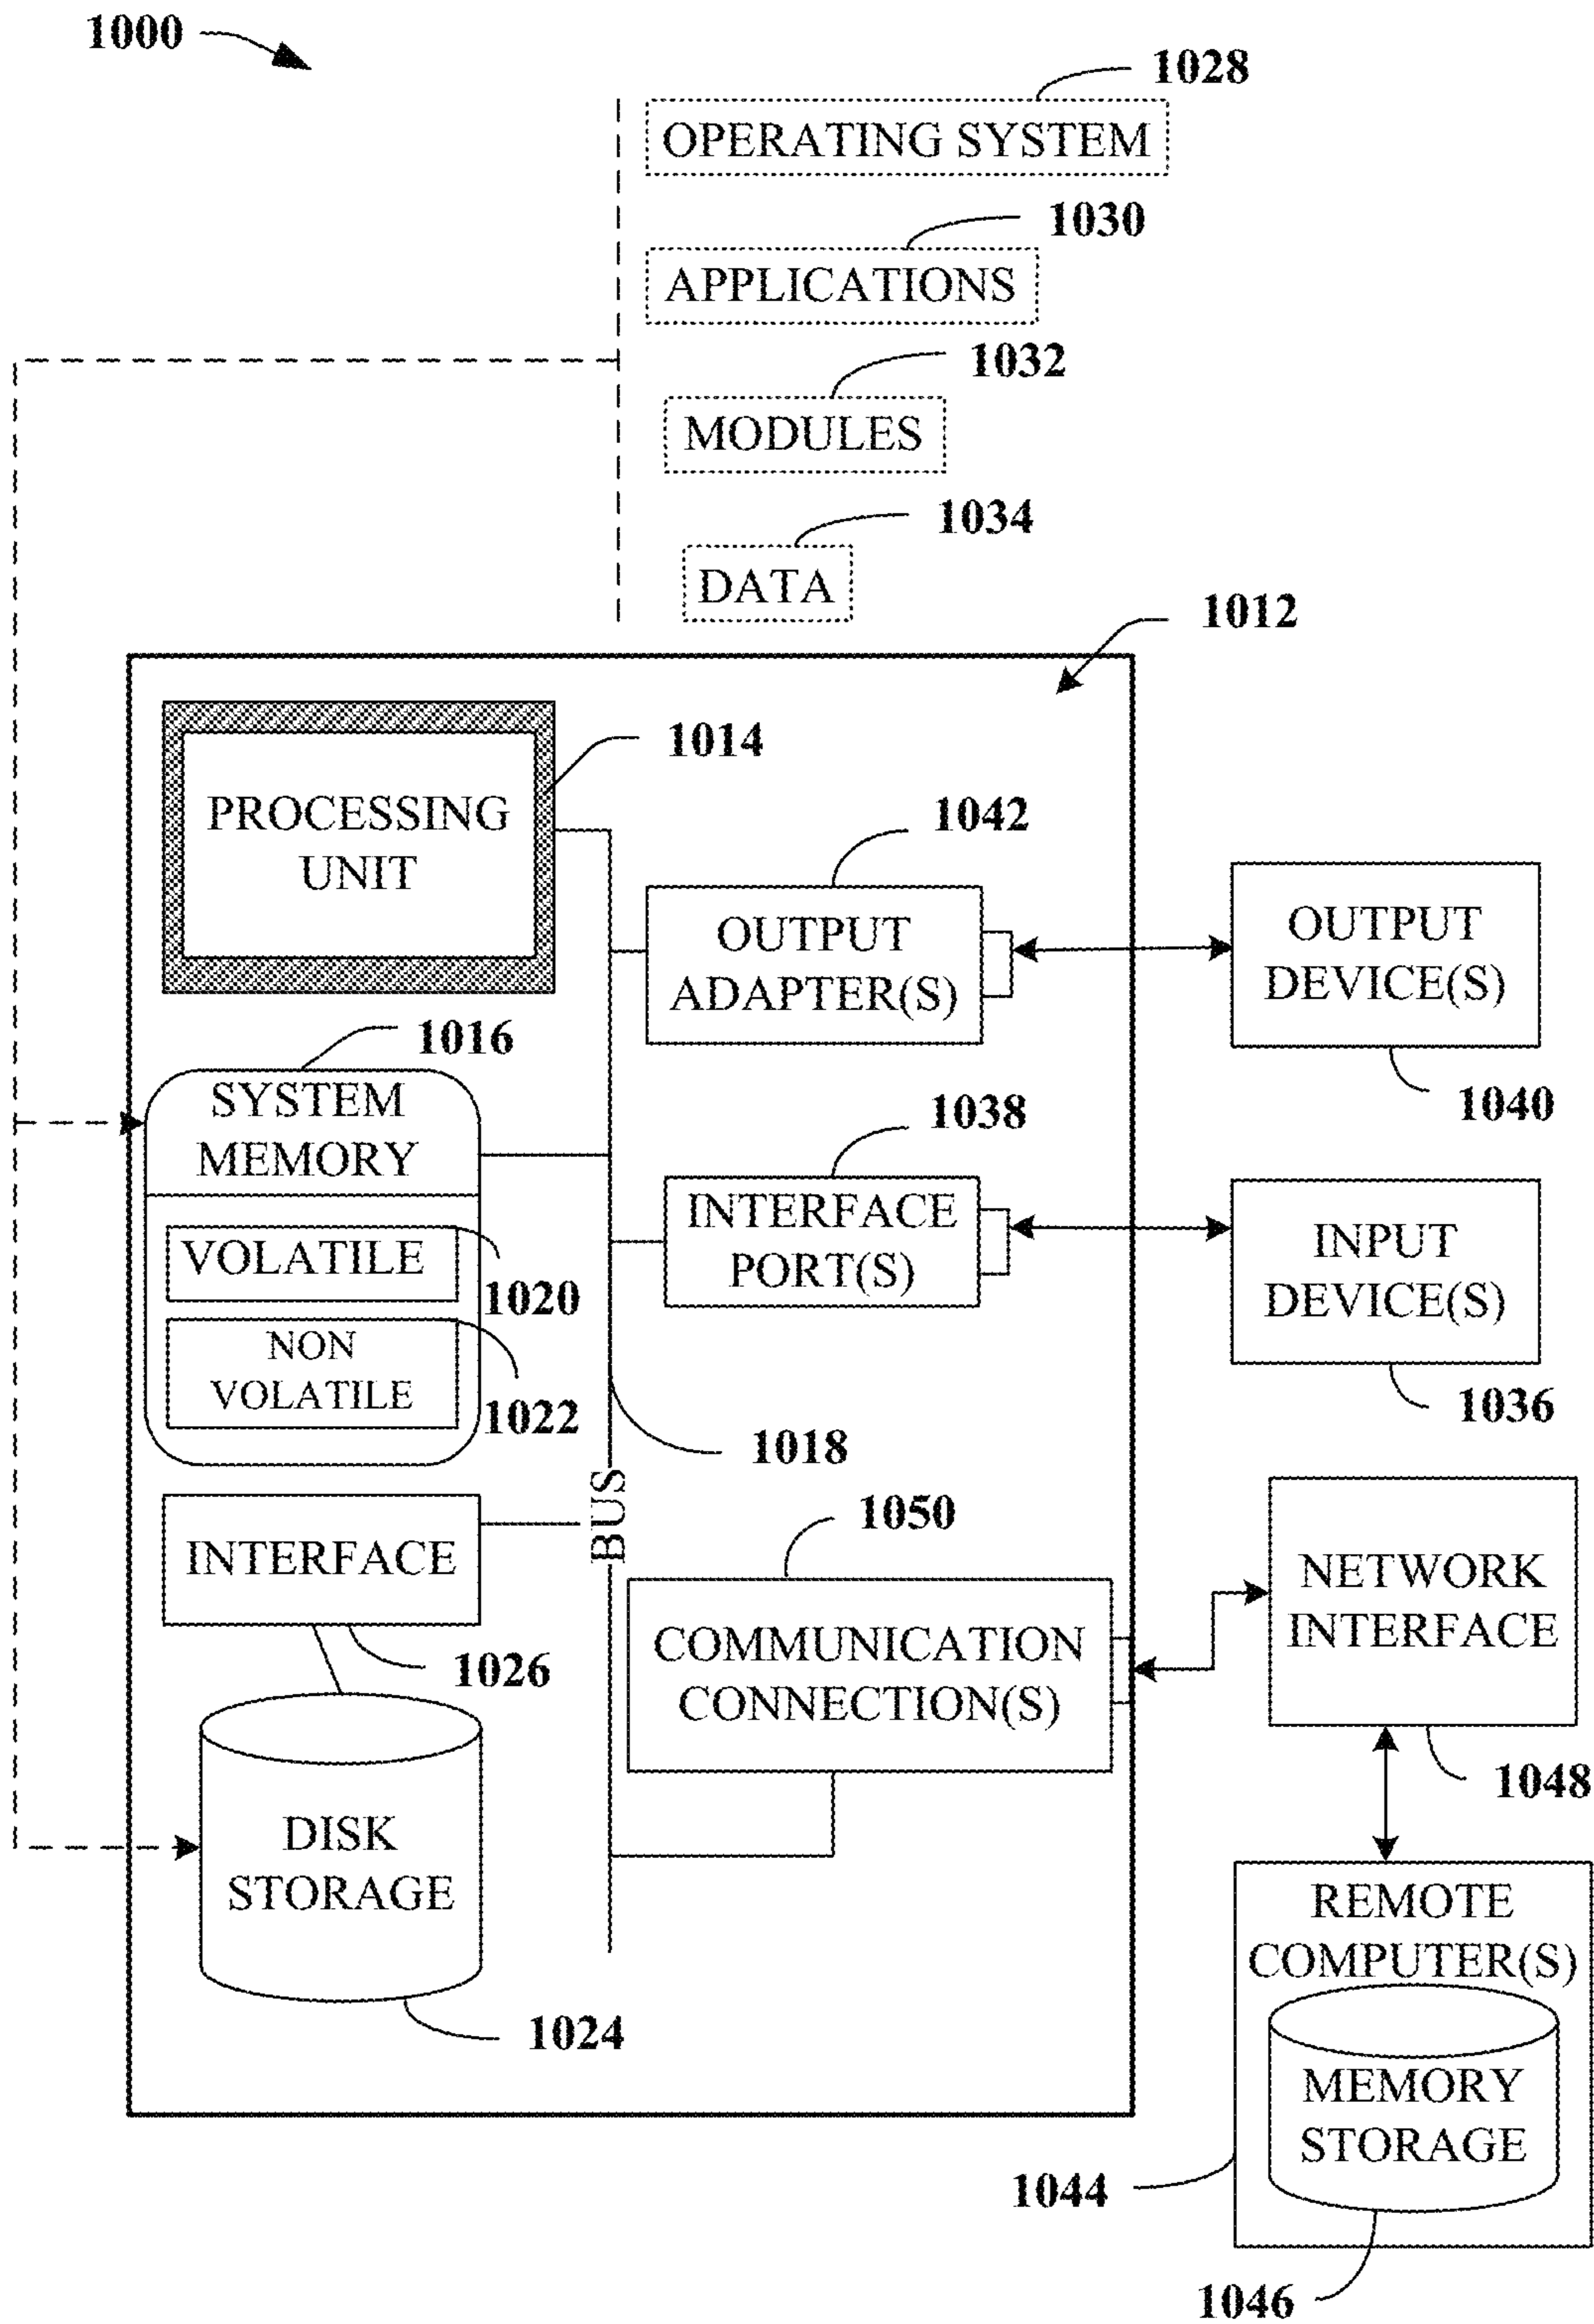 1000
1028
OPERATING SYSTEM
1030
APPLICATIONS
1032
MODULES
1034
DATA
1012
PROCESSING
UNIT
1014
1042
OUTPUT
ADAPTER(S)
OUTPUT
DEVICE(S)
1040
1016
SYSTEM
MEMORY
VOLATILE
1020
NON
VOLATILE
1022
1038
INTERFACE
PORT(S)
INPUT
DEVICE(S)
1036
1018
BUS
INTERFACE
1026
1050
COMMUNICATION
CONNECTION(S)
NETWORK
INTERFACE
1048
DISK
STORAGE
1024
REMOTE
COMPUTER(S)
MEMORY
STORAGE
1044
1046